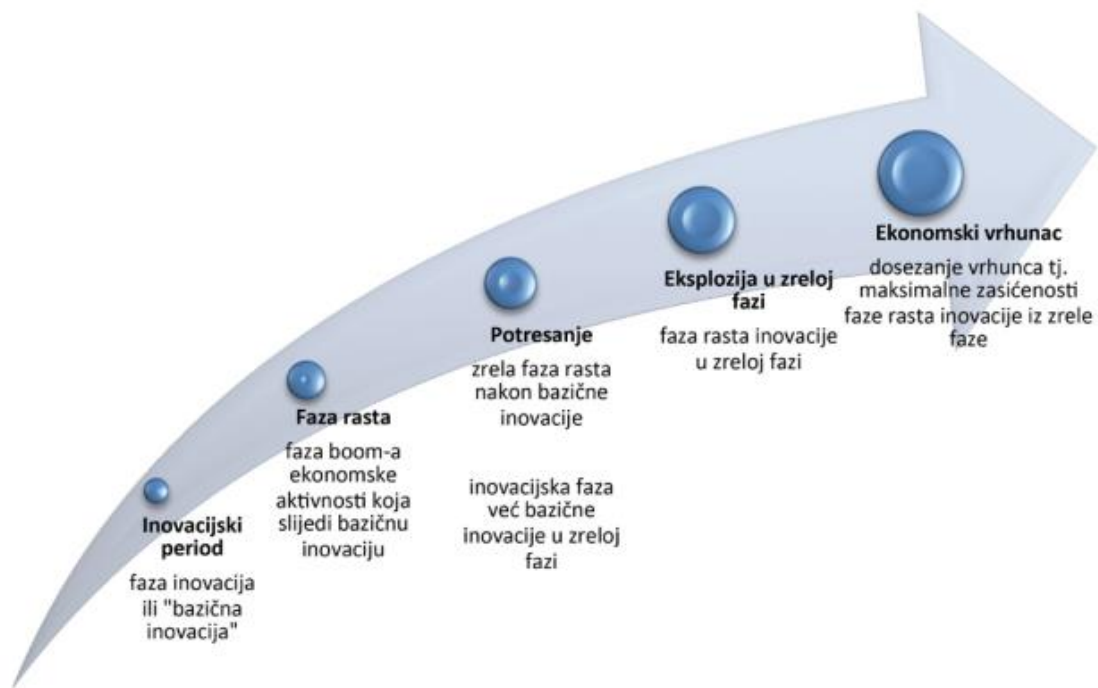 Inovacijski
period
faza inovacija
ili "bazična
inovacija"
Faza rasta
faza boom-a
ekonomske
aktivnosti koja
slijedi bazičnu
inovaciju
Potresanje
zrela faza rasta
nakon bazične
inovacije
inovacijska faza
već bazične
inovacije u zreloj
fazi
Eksplozija u zreloj
fazi
faza rasta inovacije
u zreloj fazi
Ekonomski vrhunac
dosezanje vrhunca tj.
maksimalne zasićenosti
faze rasta inovacije iz zrele
faze